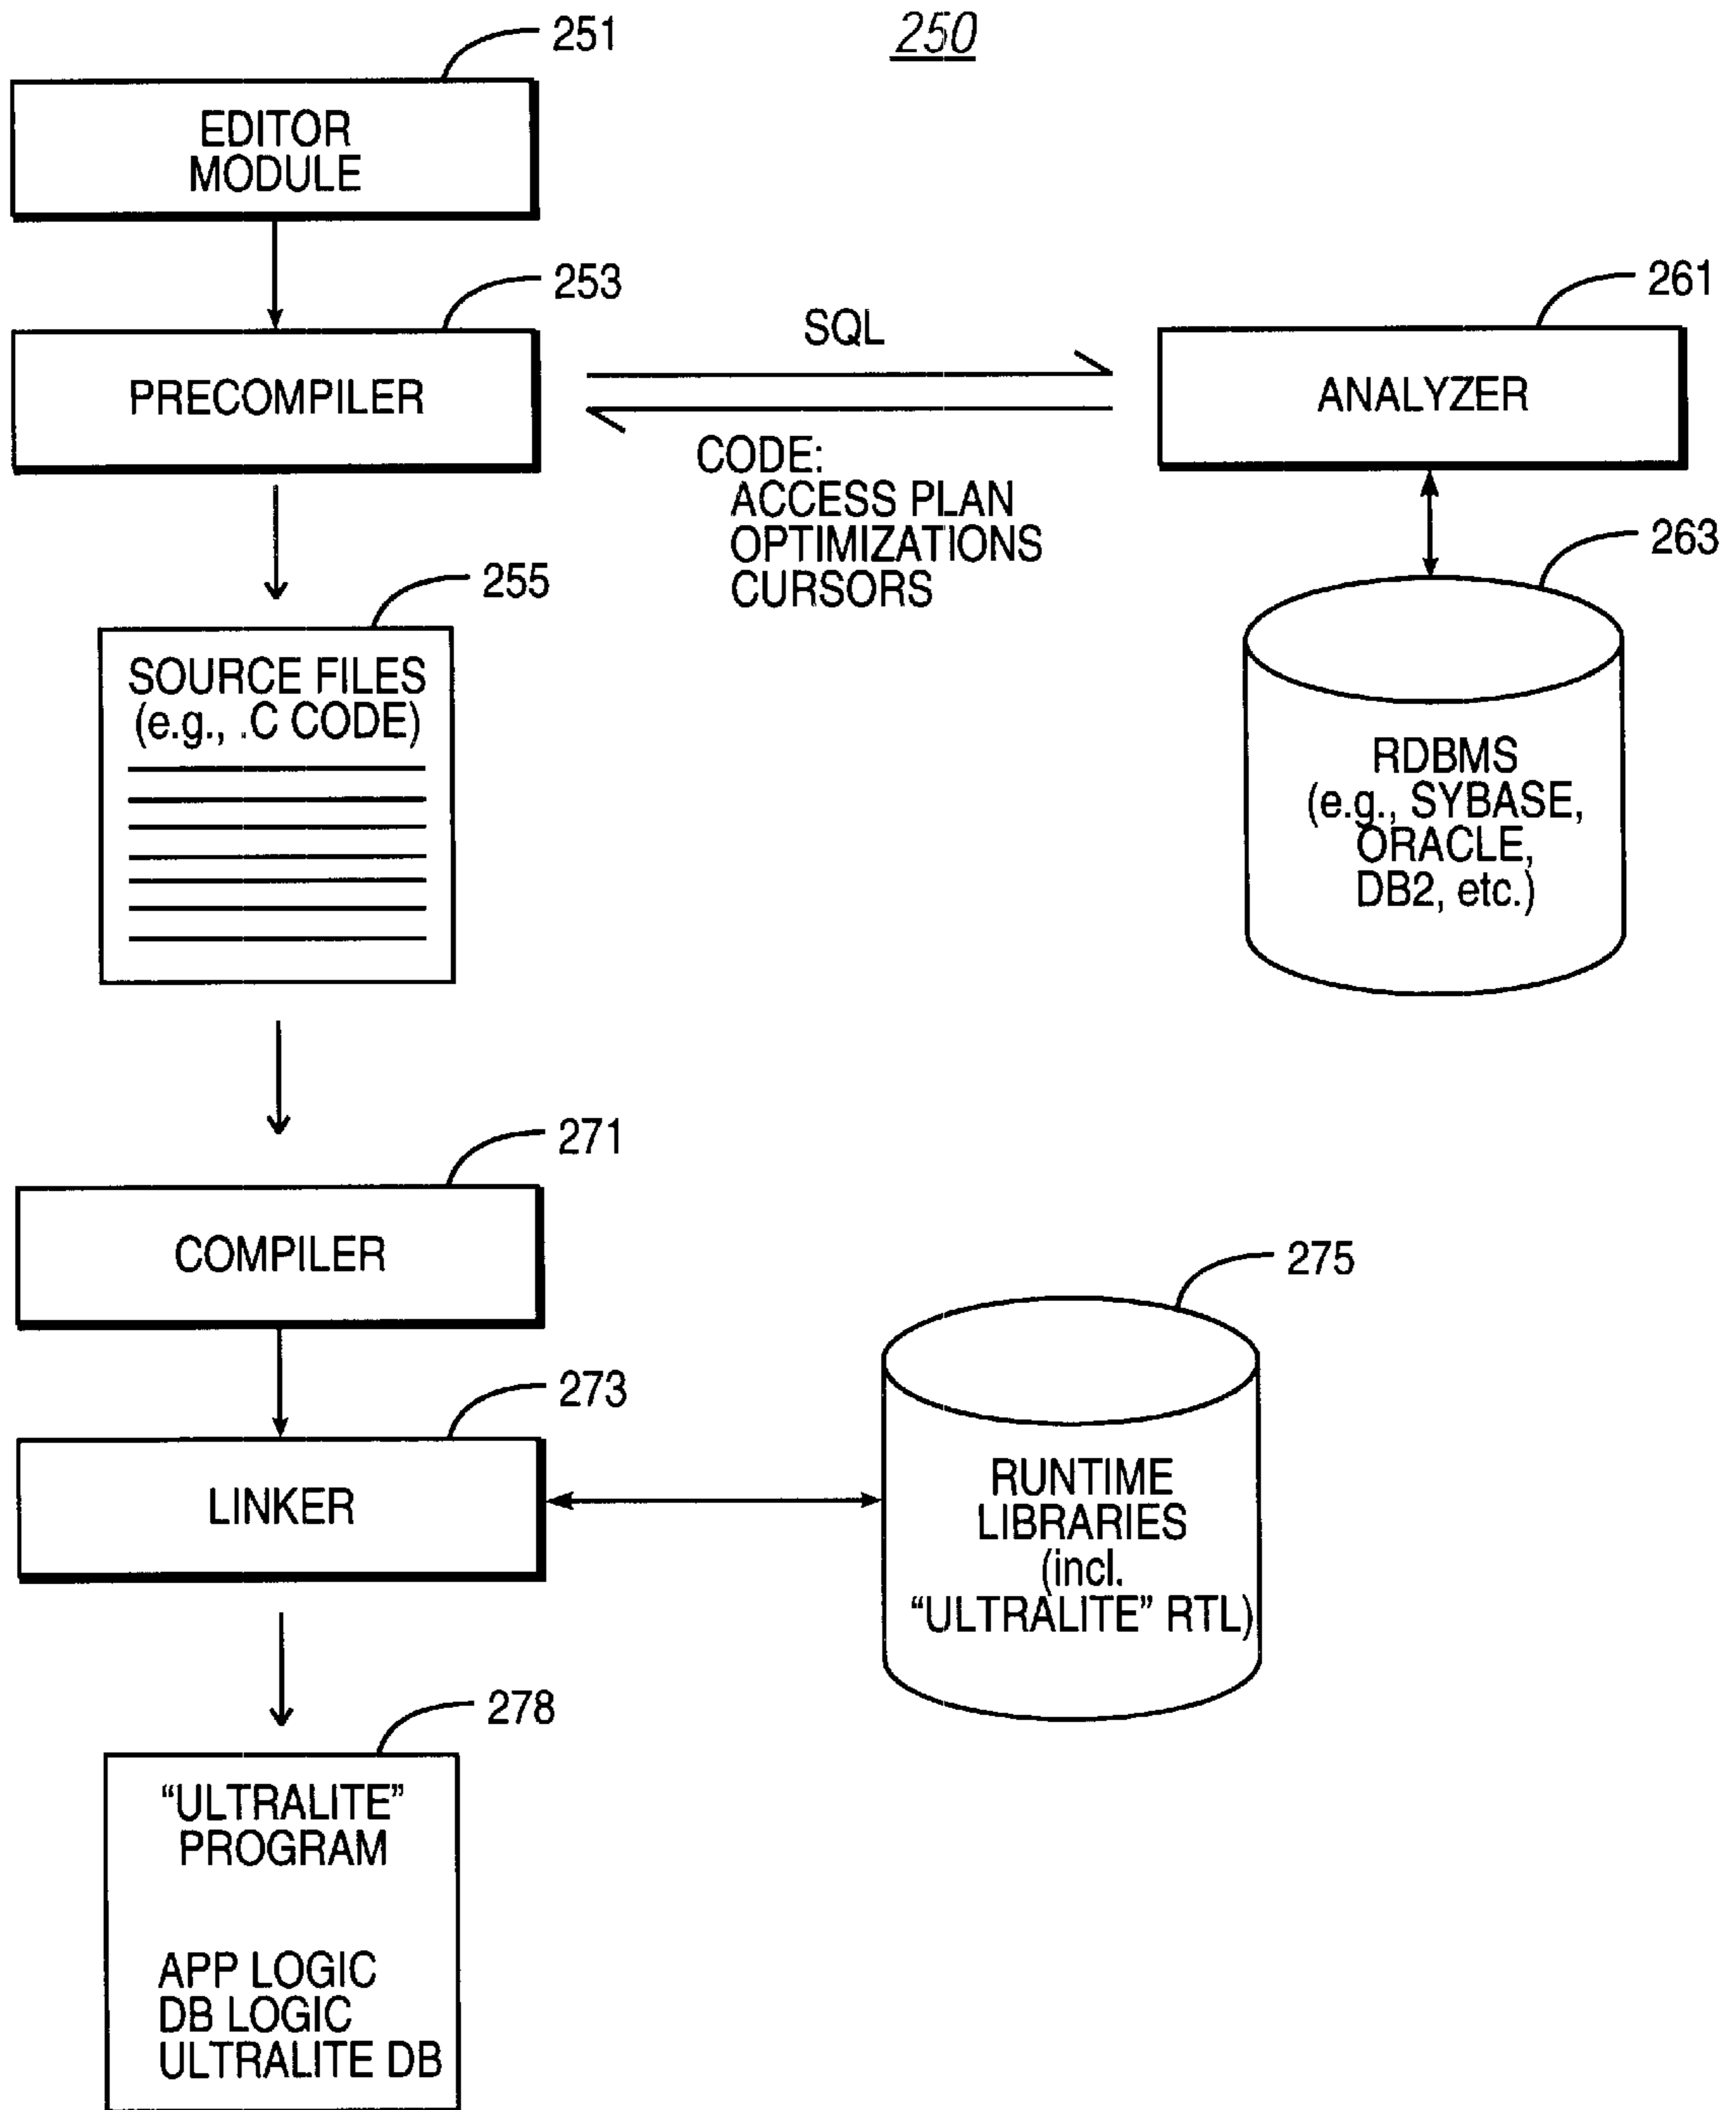 250
251
EDITOR
MODULE
253
PRECOMPILER
SQL
CODE:
ACCESS PLAN
OPTIMIZATIONS
CURSORS
261
ANALYZER
263
RDBMS
(e.g., SYBASE,
ORACLE,
DB2, etc.)
255
SOURCE FILES
(e.g., .C CODE)
271
COMPILER
273
LINKER
275
RUNTIME
LIBRARIES
(incl.
“ULTRALITE” RTL)
278
“ULTRALITE”
PROGRAM
APP LOGIC
DB LOGIC
ULTRALITE DB